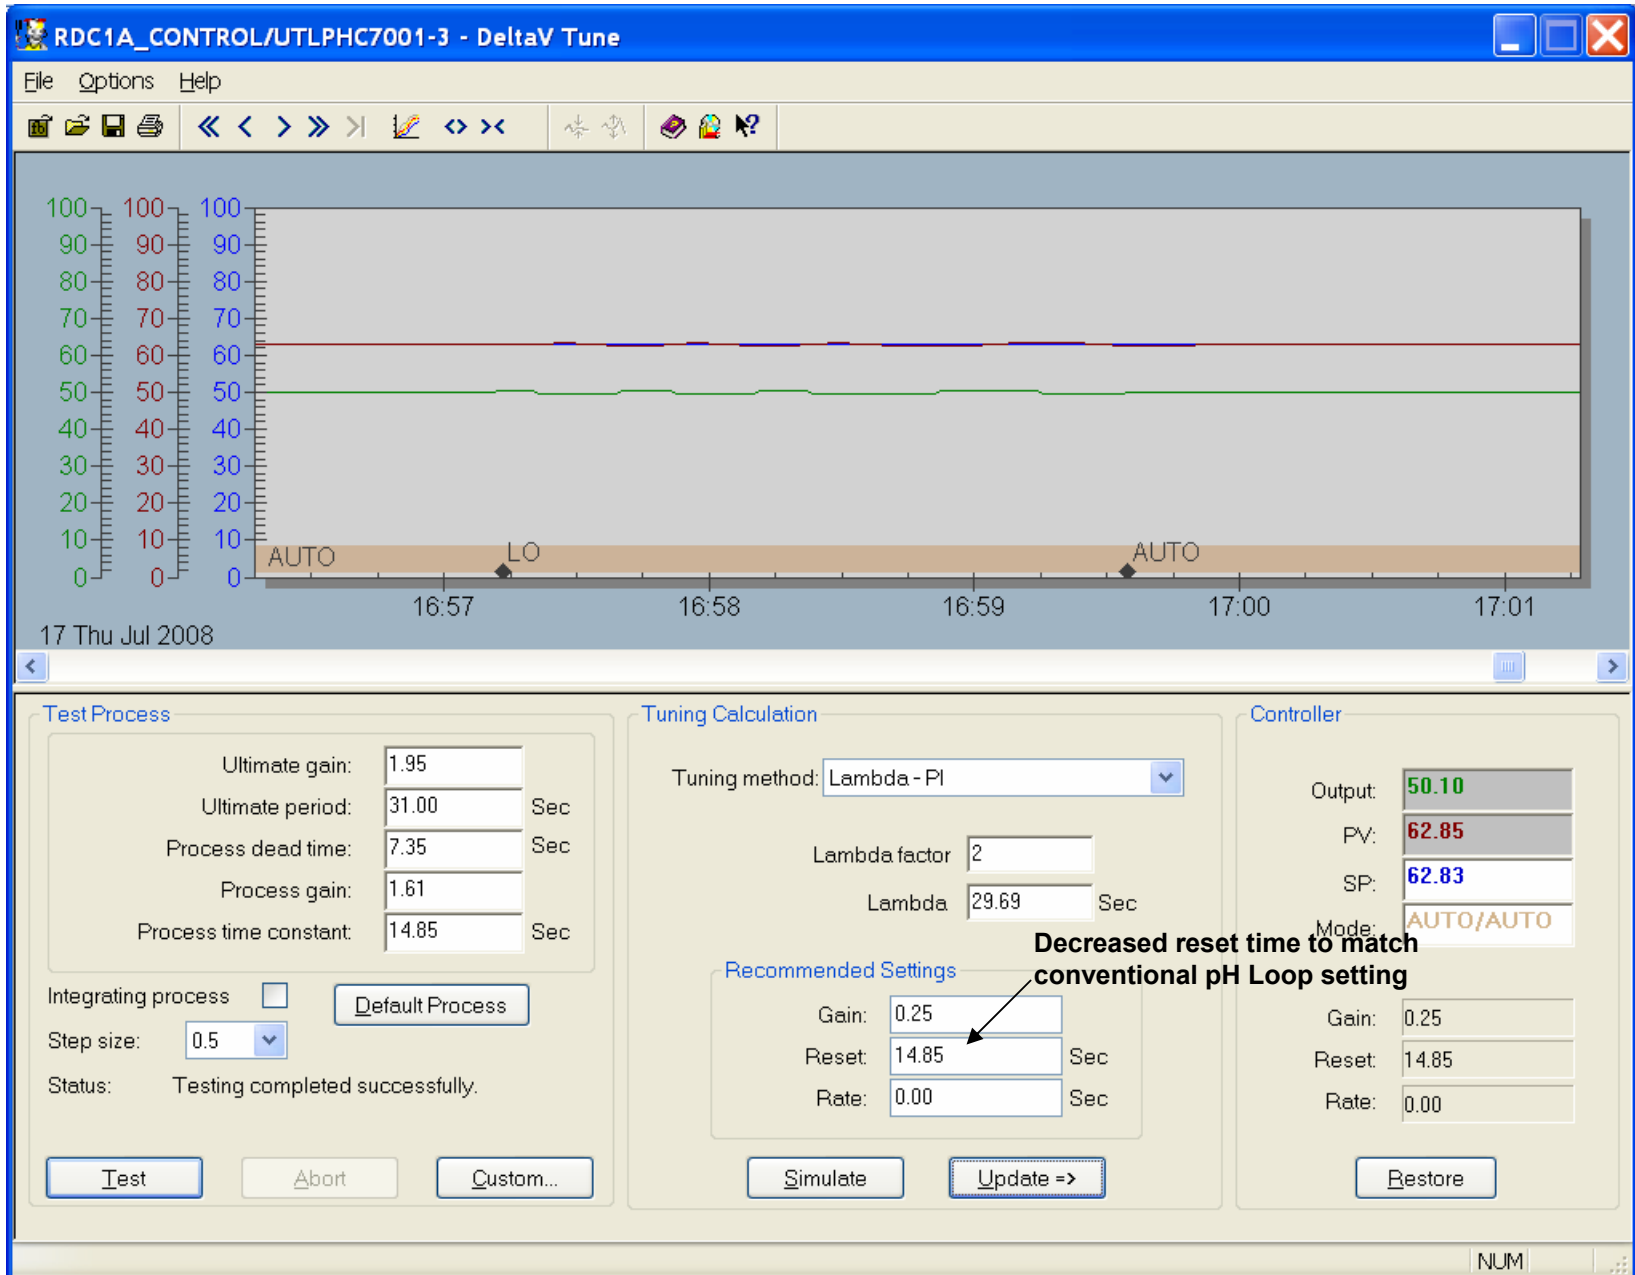 RDC1A_CONTROL/UTLPHC7001-3 - DeltaV Tune
File Options Help
100 100 100
90 90 90
80 80 80
70 70 70
60 60 60
50 50 50
40 40 40
30 30 30
20 20 20
10 10 10
0 0 0
AUTO LO AUTO
16:57 16:58 16:59 17:00 17:01
17 Thu Jul 2008
Test Process
Ultimate gain: 1.95
Ultimate period: 31.00 Sec
Process dead time: 7.35 Sec
Process gain: 1.61
Process time constant: 14.85 Sec
Integrating process
Default Process
Step size: 0.5
Status: Testing completed successfully.
Test Abort Custom...
Tuning Calculation
Tuning method: Lambda - PI
Lambda factor 2
Lambda 29.69 Sec
Decreased reset time to match
conventional pH Loop setting
Recommended Settings
Gain: 0.25
Reset: 14.85 Sec
Rate: 0.00 Sec
Simulate Update =>
Controller
Output: 50.10
PV: 62.85
SP: 62.83
Mode: AUTO/AUTO
Gain: 0.25
Reset: 14.85
Rate: 0.00
Restore
NUM